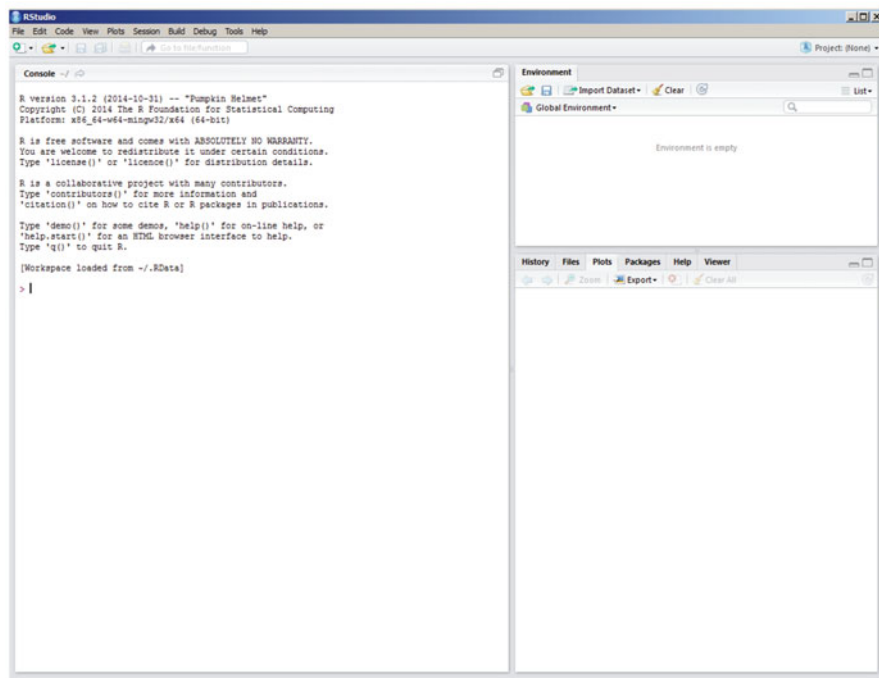 RStudio
File Edit Code View Plots Session Build Debug Tools Help
Go to file/function
Project: (None)
Console ~/
R version 3.1.2 (2014-10-31) -- "Pumpkin Helmet"
Copyright (C) 2014 The R Foundation for Statistical Computing
Platform: x86_64-w64-mingw32/x64 (64-bit)
R is free software and comes with ABSOLUTELY NO WARRANTY.
You are welcome to redistribute it under certain conditions.
Type 'license()' or 'licence()' for distribution details.
R is a collaborative project with many contributors.
Type 'contributors()' for more information and
'citation()' on how to cite R or R packages in publications.
Type 'demo()' for some demos, 'help()' for on-line help, or
'help.start()' for an HTML browser interface to help.
Type 'q()' to quit R.
[Workspace loaded from ~/.RData]
>
Environment
Import Dataset Clear List
Global Environment
Environment is empty
History Files Plots Packages Help Viewer
Zoom Export Clear All